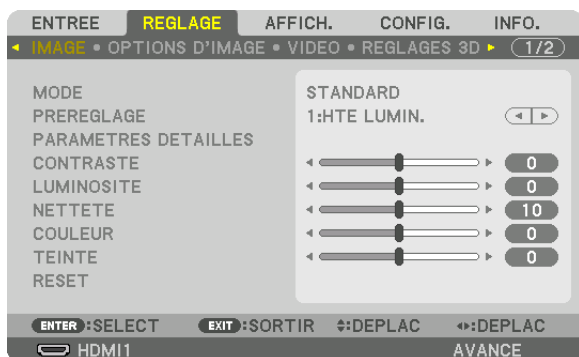 ENTREE REGLAGE AFFICH. CONFIG. INFO.
IMAGE • OPTIONS D'IMAGE • VIDEO • REGLAGES 3D 1/2
MODE STANDARD
PREREGLAGE 1:HTE LUMIN.
PARAMETRES DETAILLES
CONTRASTE 0
LUMINOSITE 0
NETTETE 10
COULEUR 0
TEINTE 0
RESET
ENTER :SELECT EXIT :SORTIR :DEPLAC :DEPLAC
HDMI1 AVANCE